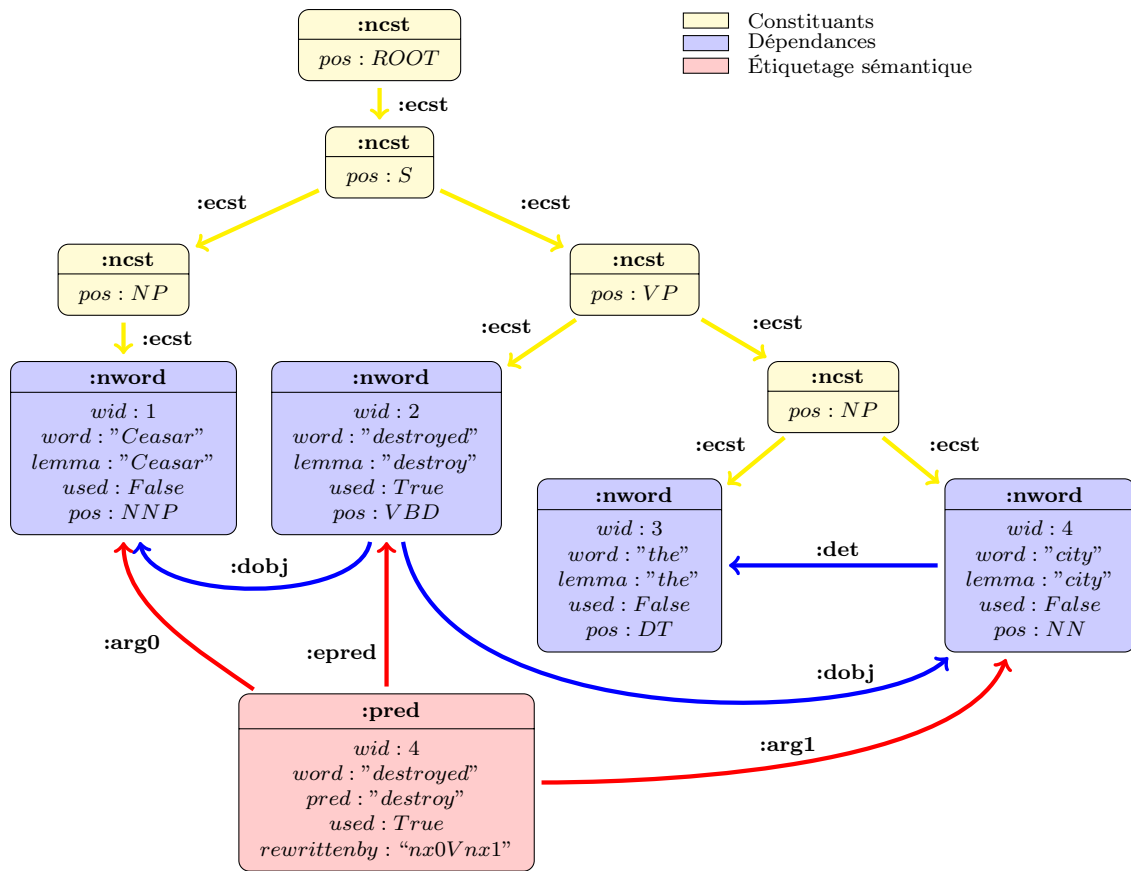 :ncst
pos : ROOT
Constituants
Dépendances
Étiquetage sémantique
:ecst
:ncst
pos : S
:ecst
:ecst
:ncst
pos : NP
:ncst
pos : VP
:ecst
:ecst
:ecst
:nword
wid : 1
word : ”Ceasar”
lemma : ”Ceasar”
used : False
pos : NNP
:nword
wid : 2
word : ”destroyed”
lemma : ”destroy”
used : True
pos : VBD
:ncst
pos : NP
:ecst
:ecst
:nword
wid : 3
word : ”the”
lemma : ”the”
used : False
pos : DT
:nword
wid : 4
word : ”city”
lemma : ”city”
used : False
pos : NN
:det
:dobj
:arg0
:epred
:dobj
:pred
wid : 4
word : ”destroyed”
pred : ”destroy”
used : True
rewrittenby : “nx0Vnx1”
:arg1